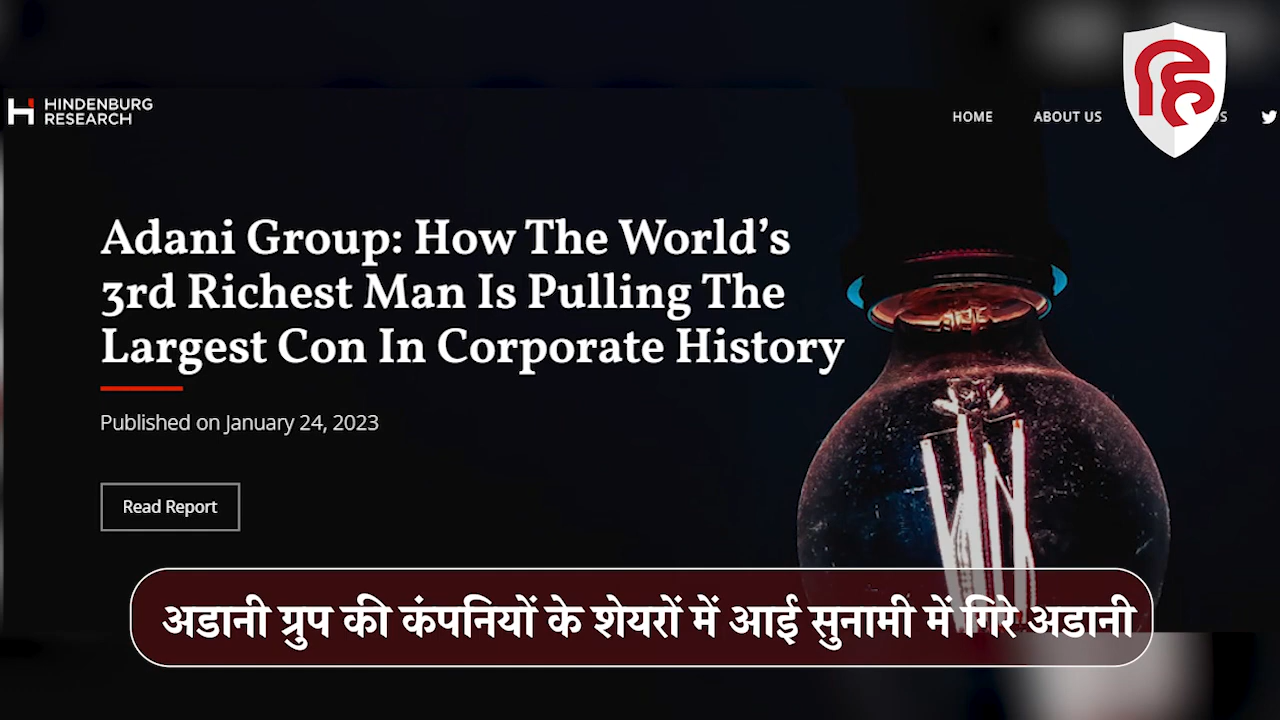 HINDENBURG
RESEARCH
HOME ABOUT US
हि
Adani Group: How The World’s
3rd Richest Man Is Pulling The
Largest Con In Corporate History
Published on January 24, 2023
Read Report
अडानी ग्रुप की कंपनियों के शेयरों में आई सुनामी में गिरे अडानी